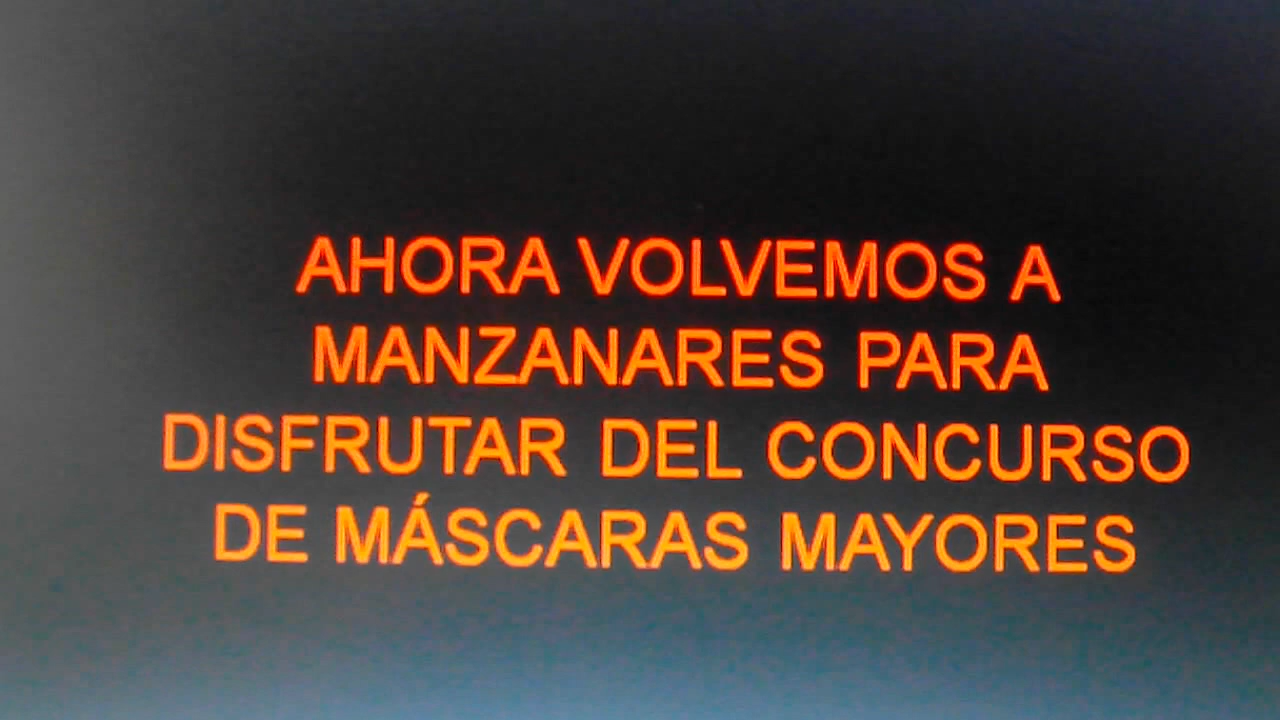 AHORA VOLVEMOS A
MANZANARES PARA
DISFRUTAR DEL CONCURSO
DE MÁSCARAS MAYORES